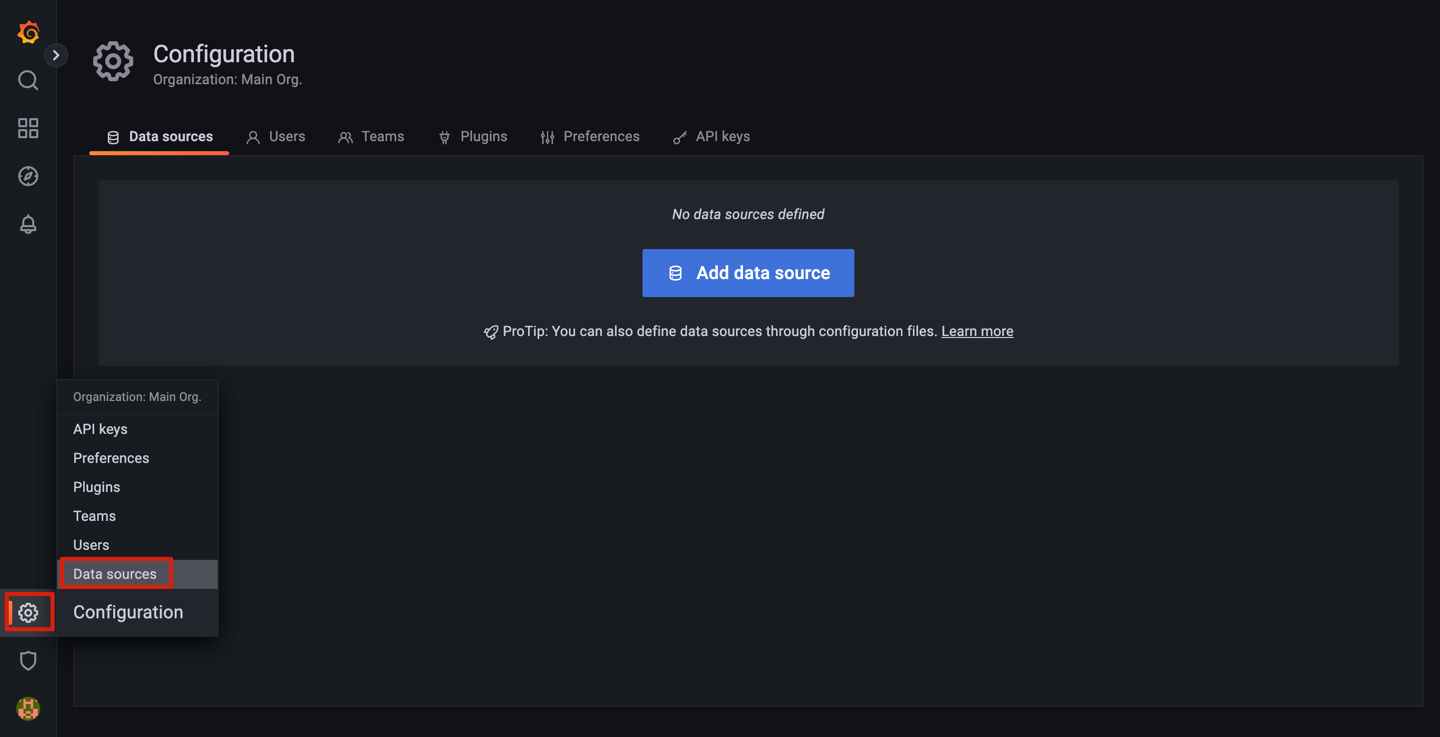 Configuration
Organization: Main Org.
Data sources
Users
Teams
Plugins
Preferences
API keys
No data sources defined
Add data source
ProTip: You can also define data sources through configuration files. Learn more
Organization: Main Org.
API keys
Preferences
Plugins
Teams
Users
Data sources
Configuration